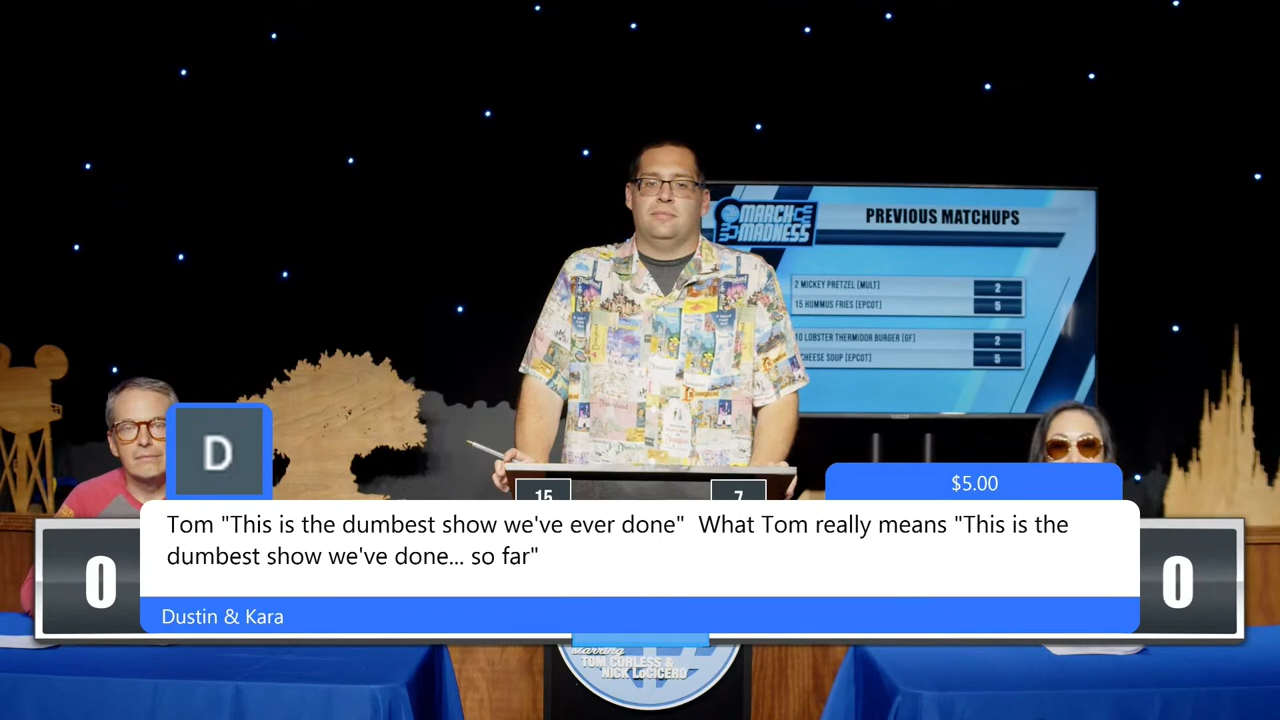 MARCH
MADNESS
PREVIOUS MATCHUPS
2 MICKEY PRETZEL [MULT] 2
15 HUMMUS FRIES [EPCOT] 5
10 LOBSTER THERMIDOR BURGER [GF] 2
CHEESE SOUP [EPCOT] 5
D
15 7
$5.00
Tom "This is the dumbest show we've ever done"  What Tom really means "This is the
dumbest show we've done... so far"
0 0
Dustin & Kara
starring
TOM CORLESS &
NICK LoCICERO